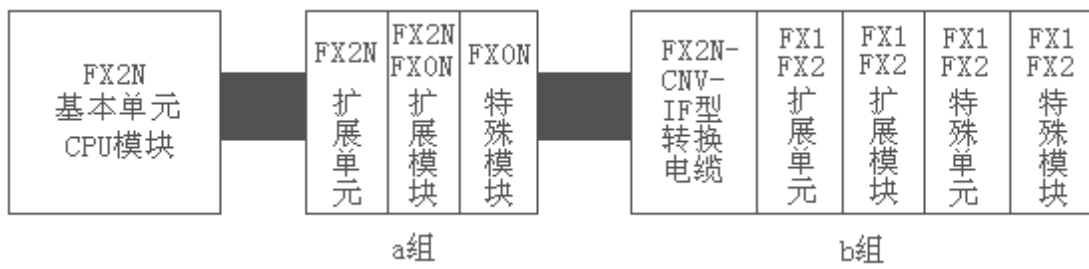 FX2N
基本单元
CPU模块
FX2N
扩展单元
FX2N
FX0N
扩展模块
FX0N
特殊模块
FX2N-
CNV-
IF型
转换
电缆
FX1
FX2
扩展单元
FX1
FX2
扩展模块
FX1
FX2
特殊单元
FX1
FX2
特殊模块
a组
b组